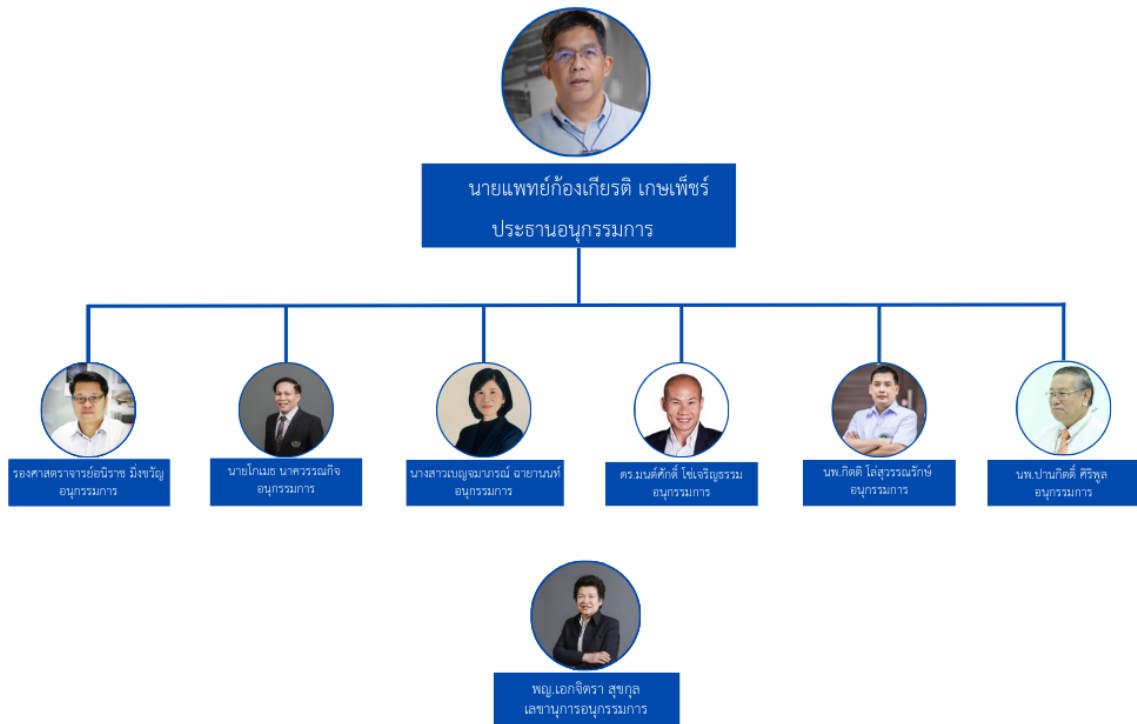 นายแพทย์ก้องเกียรติ เกษเพ็ชร์
ประธานอนุกรรมการ
รองศาสตราจารย์อนิราช มิ่งขวัญ
อนุกรรมการ
นายโกเมธ นาควรรณกิจ
อนุกรรมการ
นางสาวเบญจมาภรณ์ ฉายานนท์
อนุกรรมการ
ดร.มนต์ศักดิ์ โซ่เจริญธรรม
อนุกรรมการ
นพ.กิตติ โล่สุวรรณรักษ์
อนุกรรมการ
นพ.ปานกิตติ์ ศิริพูล
อนุกรรมการ
พญ.เอกจิตรา สุขกุล
เลขานุการอนุกรรมการ